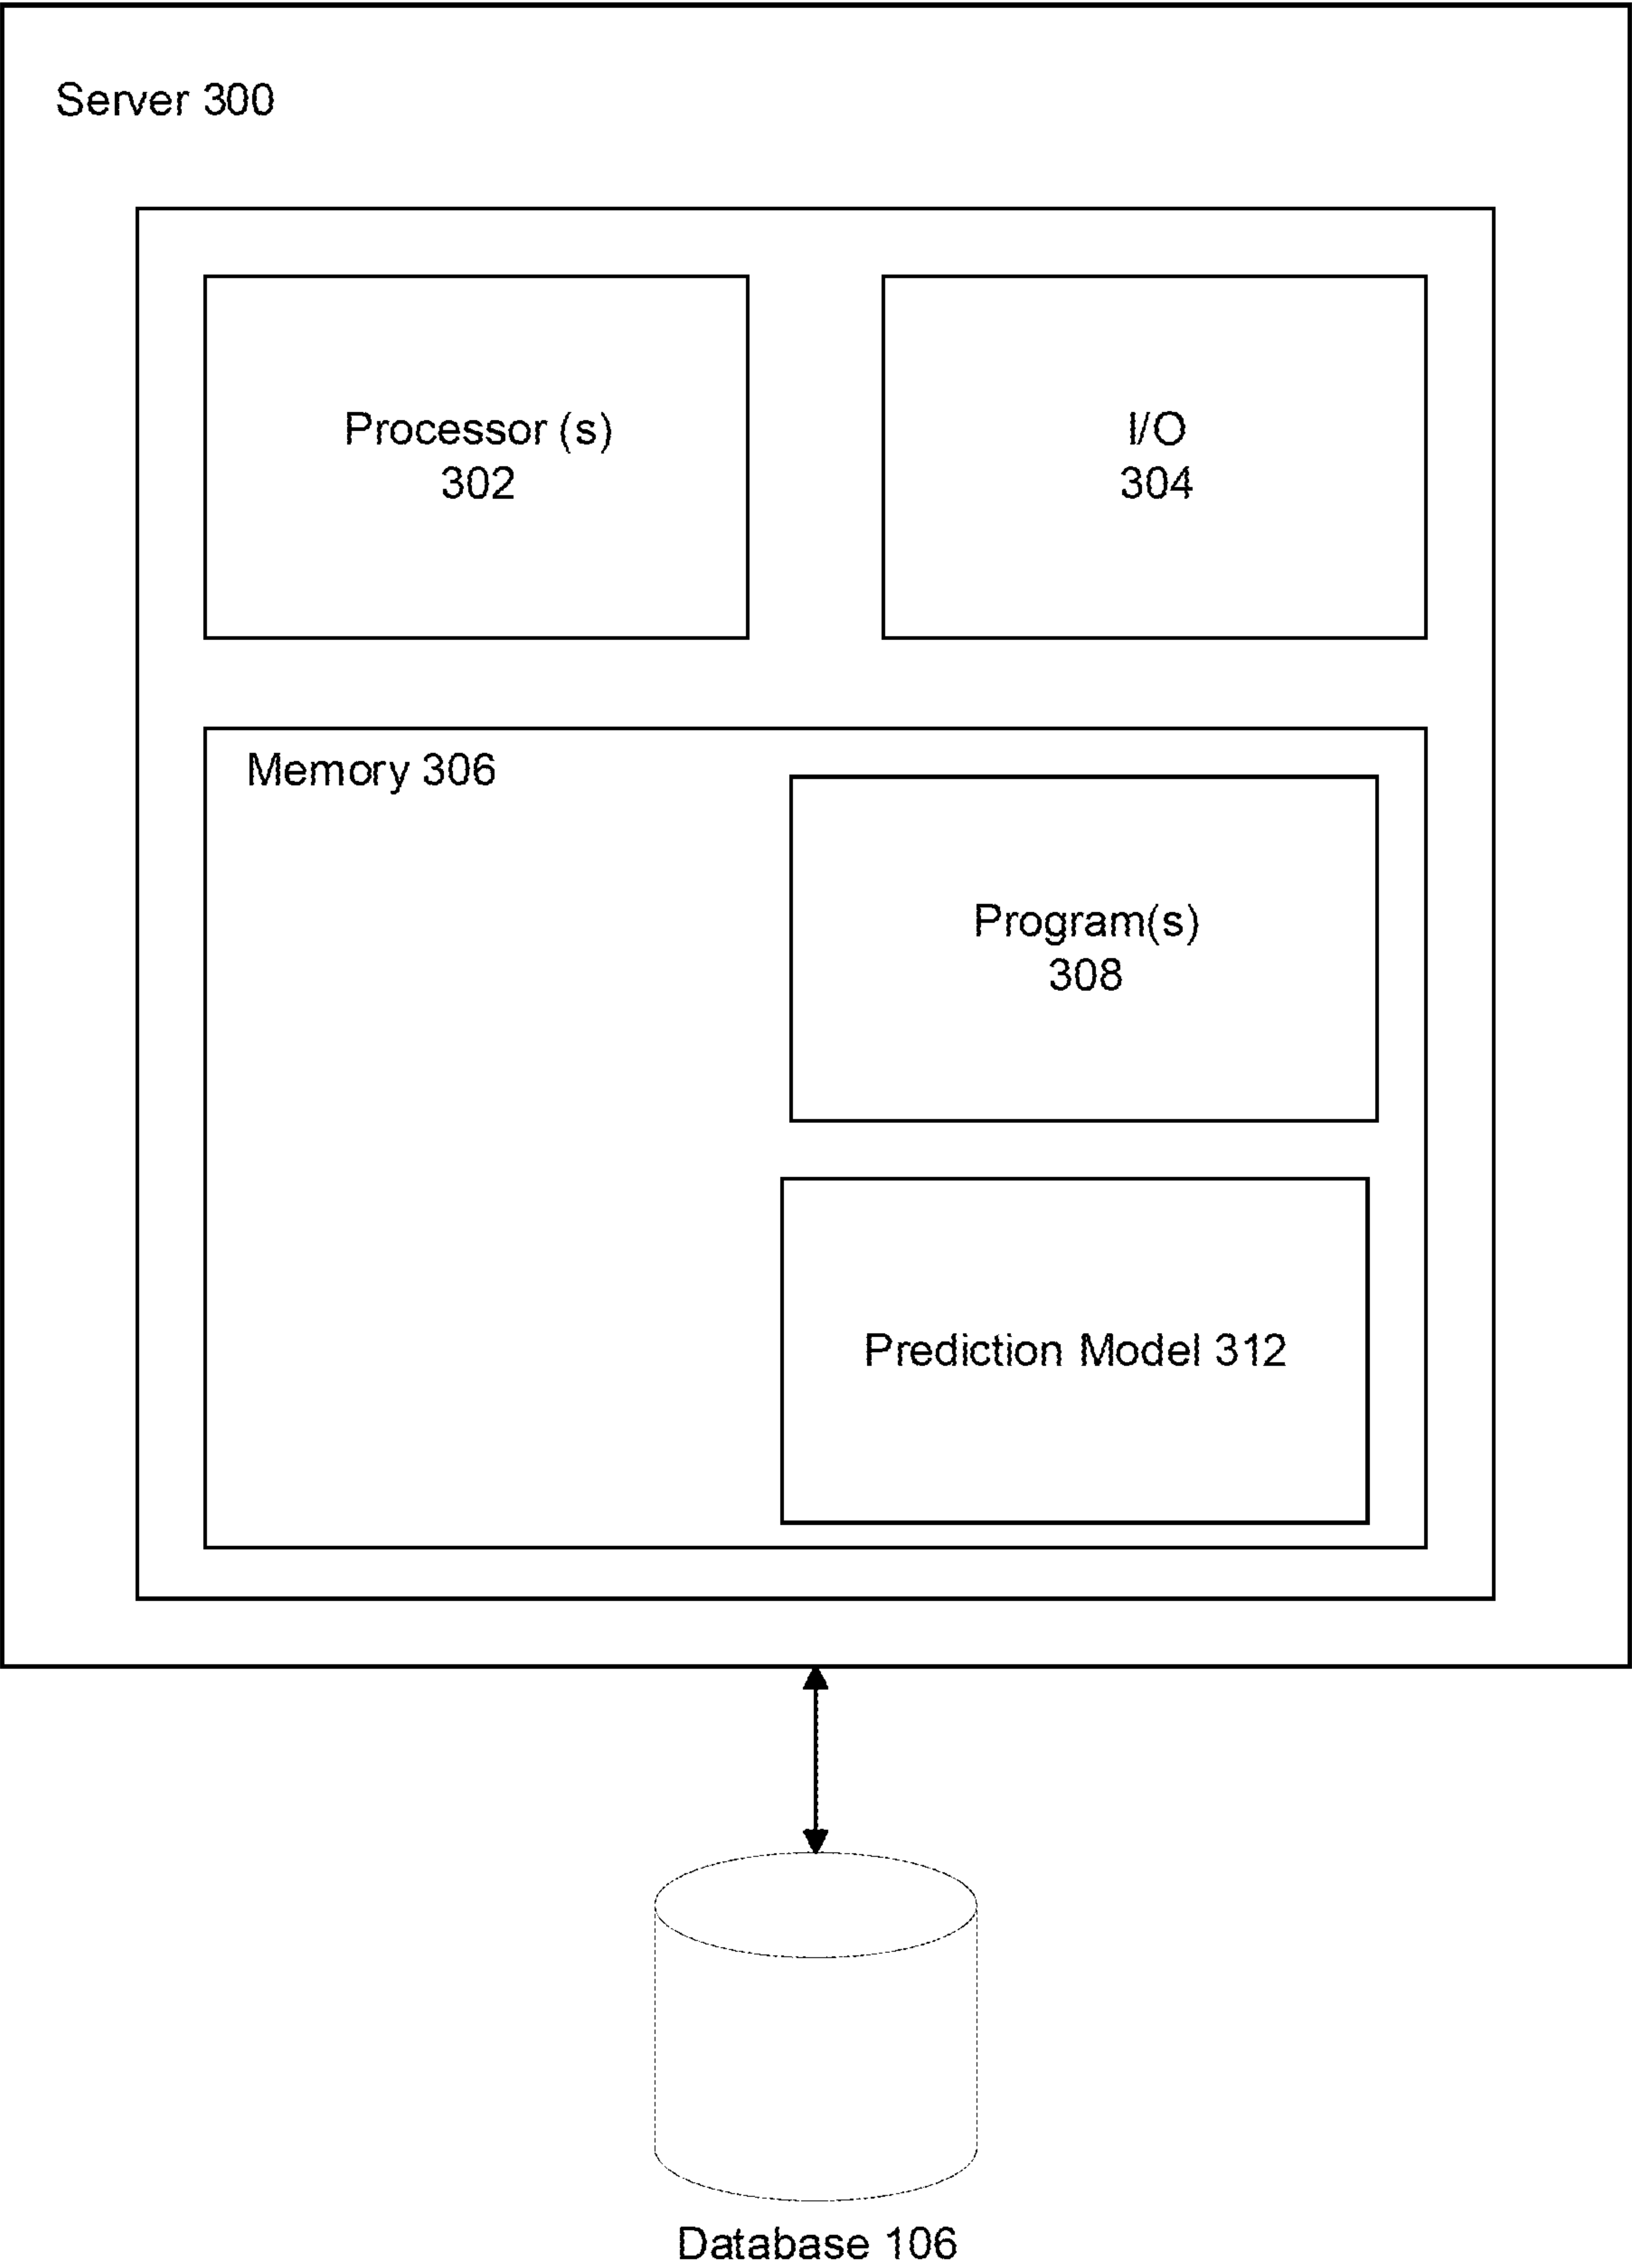 Server 300
Processor (s)
302
I/O
304
Memory 306
Program(s)
308
Prediction Model 312
Database 106